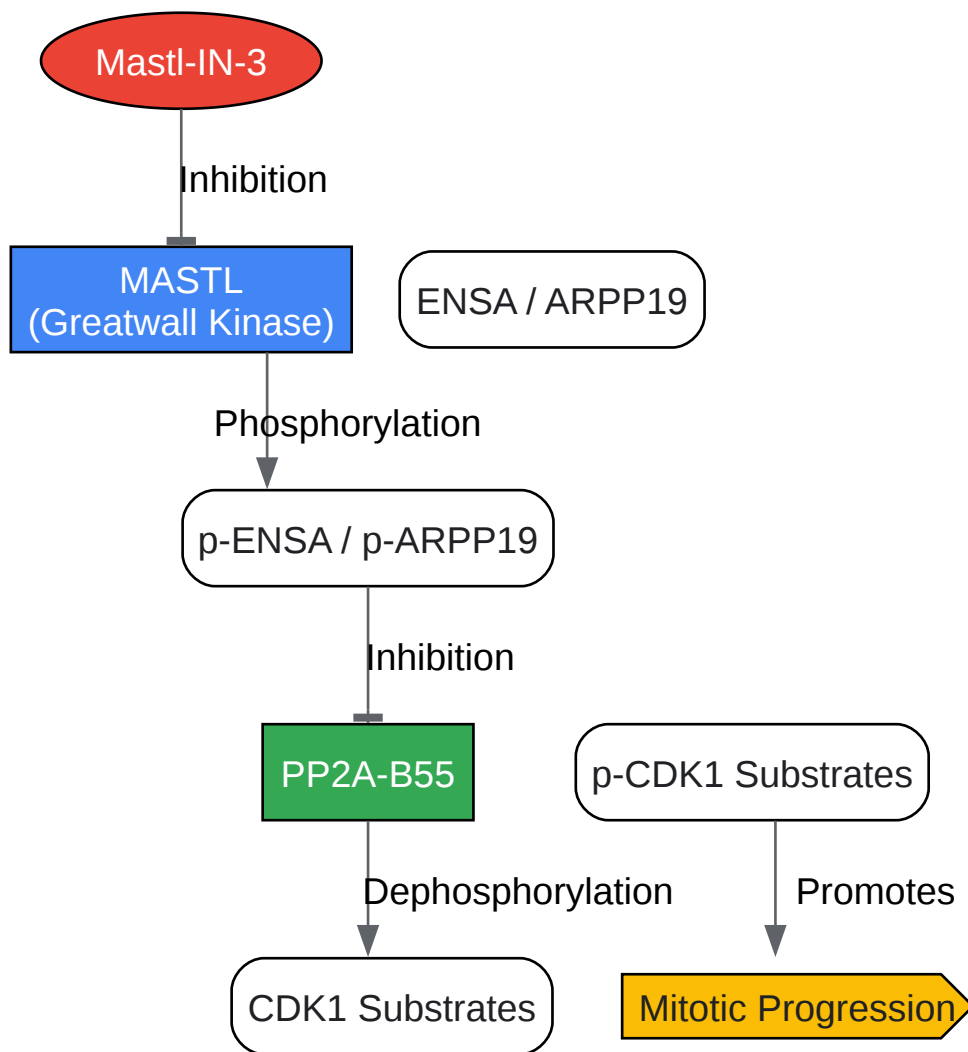 Mastl-IN-3
Inhibition
MASTL
(Greatwall Kinase)
ENSA / ARPP19
Phosphorylation
p-ENSA / p-ARPP19
Inhibition
PP2A-B55
p-CDK1 Substrates
Dephosphorylation
Promotes
CDK1 Substrates
Mitotic Progression